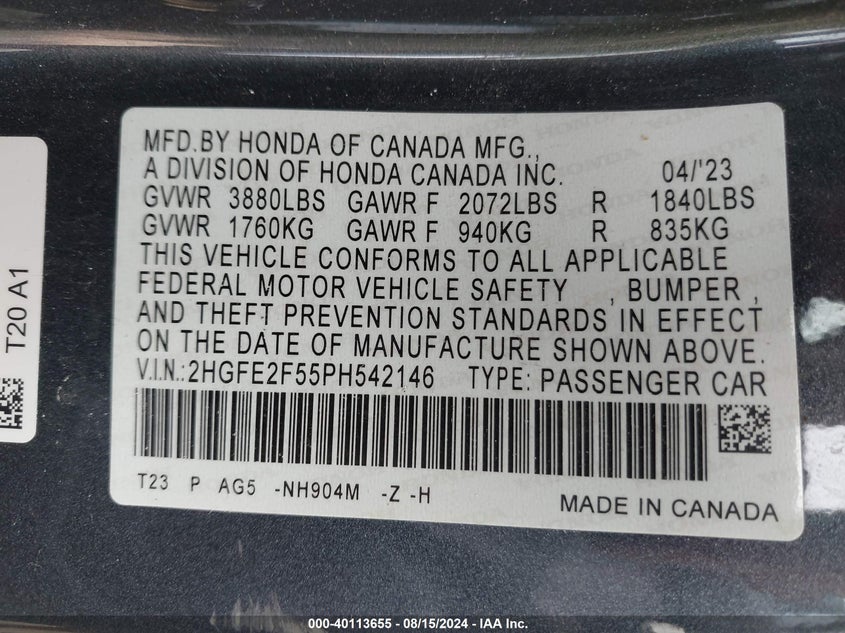 MFD.BY HONDA OF CANADA MFG.,
A DIVISION OF HONDA CANADA INC. 04/'23
GVWR 3880LBS GAWR F 2072LBS R 1840LBS
GVWR 1760KG GAWR F 940KG R 835KG
THIS VEHICLE CONFORMS TO ALL APPLICABLE
FEDERAL MOTOR VEHICLE SAFETY , BUMPER ,
AND THEFT PREVENTION STANDARDS IN EFFECT
ON THE DATE OF MANUFACTURE SHOWN ABOVE.
V.I.N.:2HGFE2F55PH542146 TYPE: PASSENGER CAR
T23 P AG5 -NH904M -Z -H
MADE IN CANADA
T20 A1
000-40113655 - 08/15/2024 - IAA Inc.